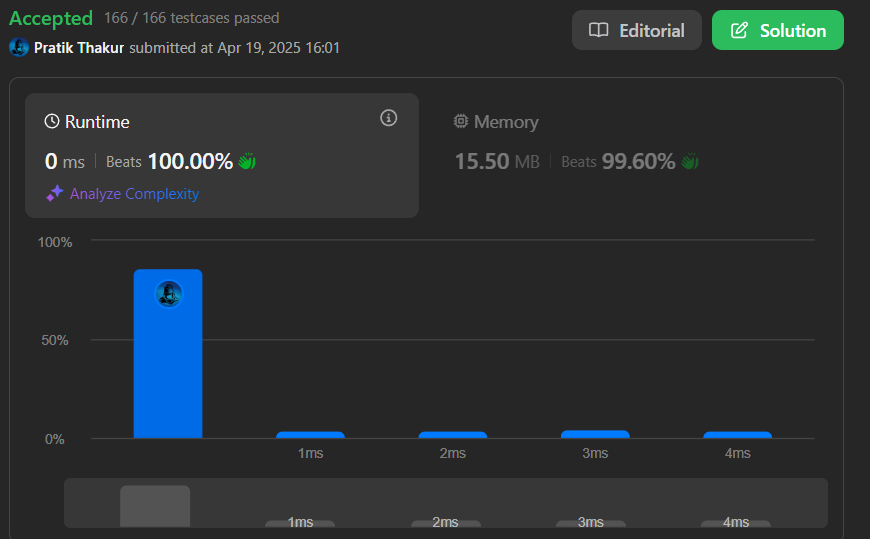 Accepted 166 / 166 testcases passed
Editorial Solution
Pratik Thakur submitted at Apr 19, 2025 16:01
Runtime
Memory
0 ms Beats 100.00%
15.50 MB Beats 99.60%
Analyze Complexity
100%
50%
0%
1ms 2ms 3ms 4ms
1ms 2ms 3ms 4ms